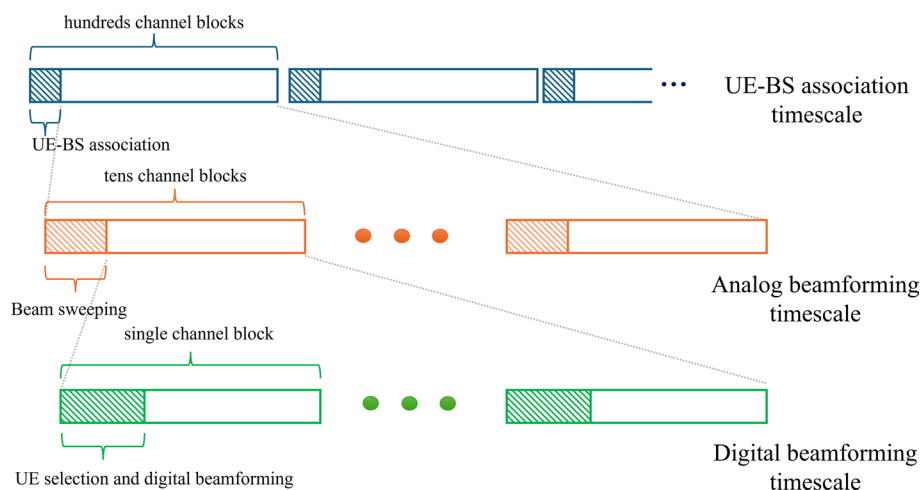 hundreds channel blocks
UE-BS association
timescale
UE-BS association
tens channel blocks
Analog beamforming
timescale
Beam sweeping
single channel block
Digital beamforming
timescale
UE selection and digital beamforming